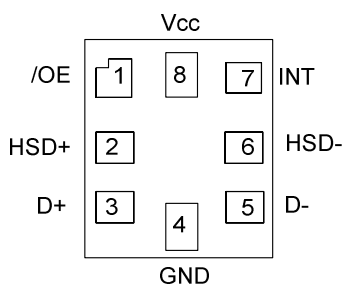 Vcc
/OE 1 8 7 INT
HSD+ 2 6 HSD-
D+ 3 4 5 D-
GND